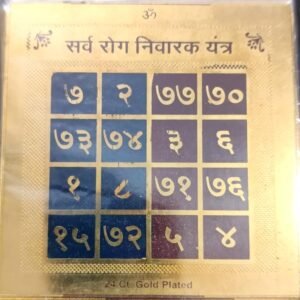 ॐ
सर्व रोग निवारक यंत्र
७ २ ७७ ७०
७३ ७४ ३ ६
१ ८ ७१ ७६
१५ ७२ ५ ४
24 Ct. Gold Plated